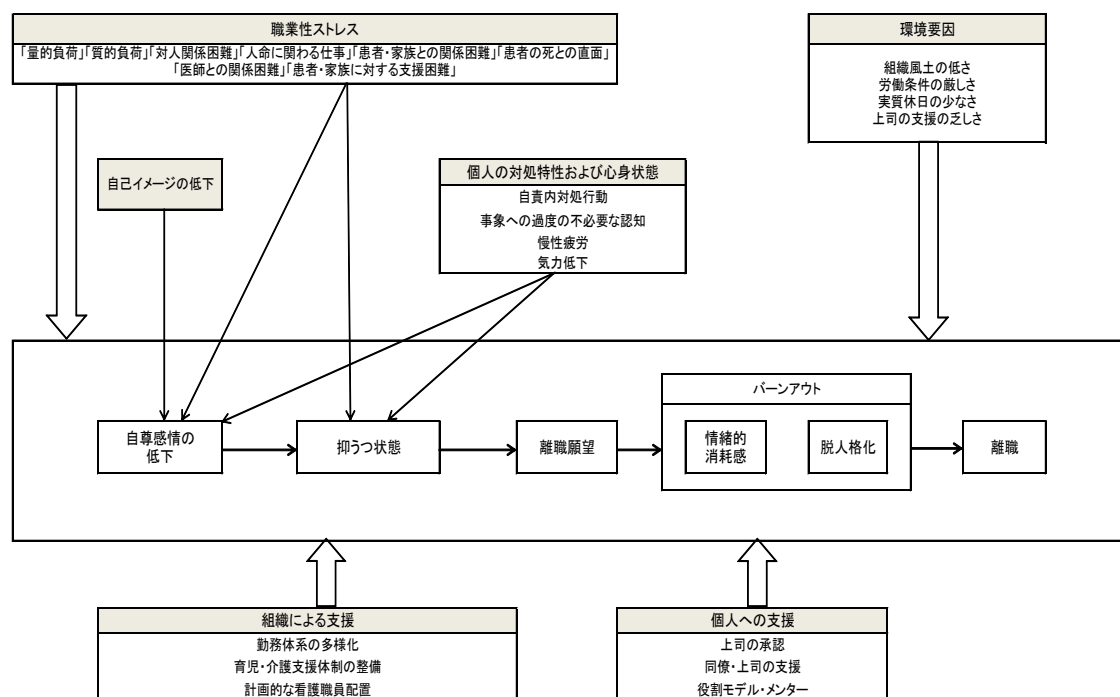 職業性ストレス
「量的負荷」「質的負荷」「対人関係困難」「人命に関わる仕事」「患者・家族との関係困難」「患者の死との直面」
「医師との関係困難」「患者・家族に対する支援困難」
環境要因
組織風土の低さ
労働条件の厳しさ
実質休日の少なさ
上司の支援の乏しさ
自己イメージの低下
個人の対処特性および心身状態
自責内対処行動
事象への過度の不必要な認知
慢性疲労
気力低下
自尊感情の
低下
抑うつ状態
離職願望
バーンアウト
情緒的
消耗感
脱人格化
離職
組織による支援
勤務体系の多様化
育児・介護支援体制の整備
計画的な看護職員配置
個人への支援
上司の承認
同僚・上司の支援
役割モデル・メンター